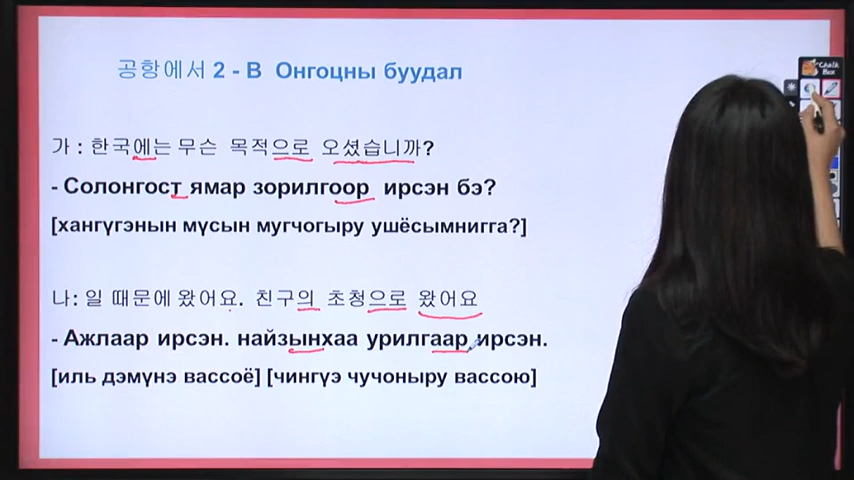 공항에서 2 - В Онгоцны буудал
가 : 한국에는 무슨 목적으로 오셨습니까?
- Солонгост ямар зорилгоор ирсэн бэ?
[хангүгэнын мүсын мугчогыру ушёсымнигга?]
나: 일 때문에 왔어요. 친구의 초청으로 왔어요
- Ажлаар ирсэн. найзынхаа урилгаар ирсэн.
[иль дэмүнэ вассоё] [чингүэ чучоныру вассою]
Chalk
Box